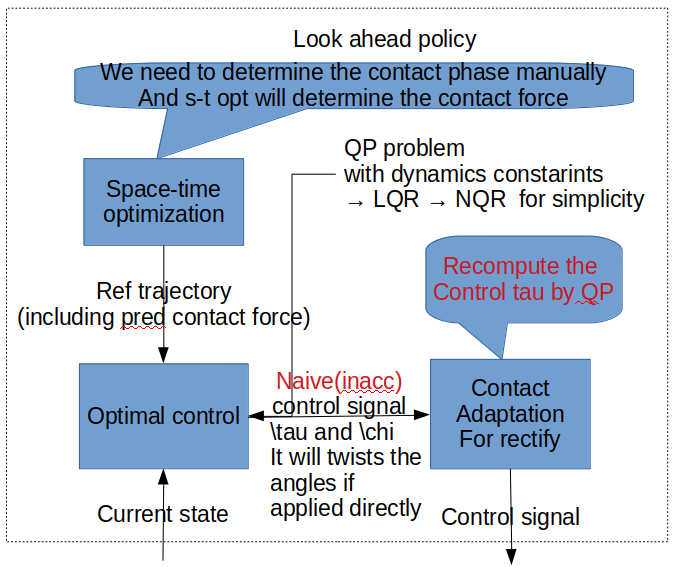 Look ahead policy
We need to determine the contact phase manually
And s-t opt will determine the contact force
QP problem
with dynamics constarints
→ LQR → NQR  for simplicity
Space-time
optimization
Recompute the
Control tau by QP
Ref trajectory
(including pred contact force)
Optimal control
Naive(inacc)
control signal
\tau and \chi
It will twists the
angles if
applied directly
Contact
Adaptation
For rectify
Current state
Control signal